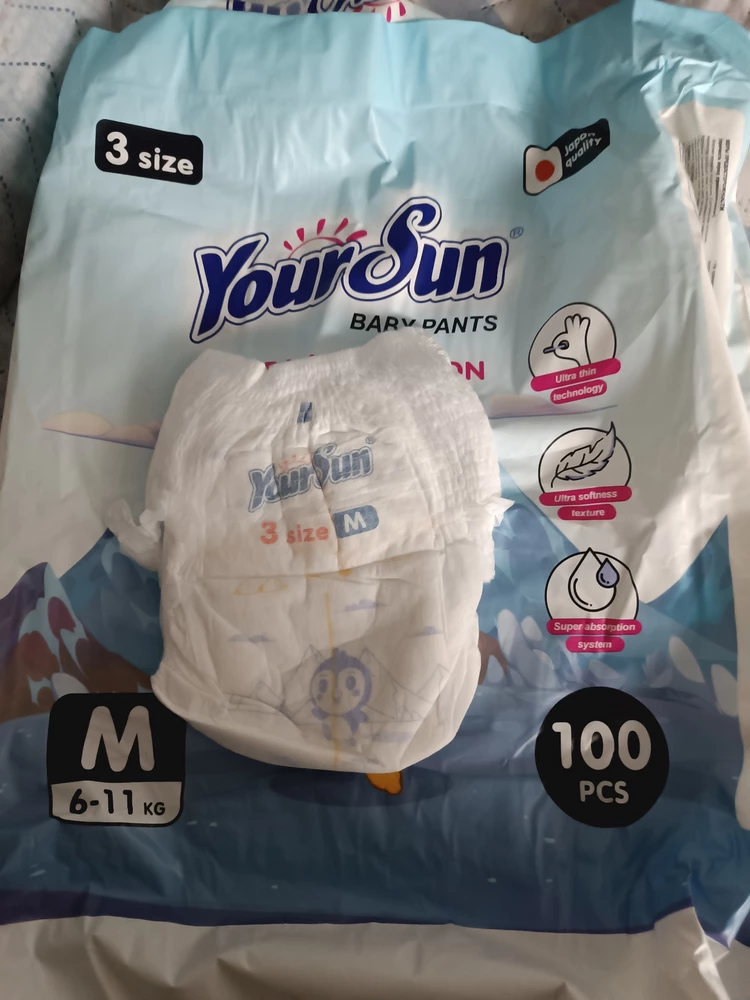 3 size
Japan
quality
YourSun®
BABY PANTS
Ultra thin
technology
YourSun®
3 size M
Ultra softness
texture
Super absorption
system
M
6-11 KG
100
PCS